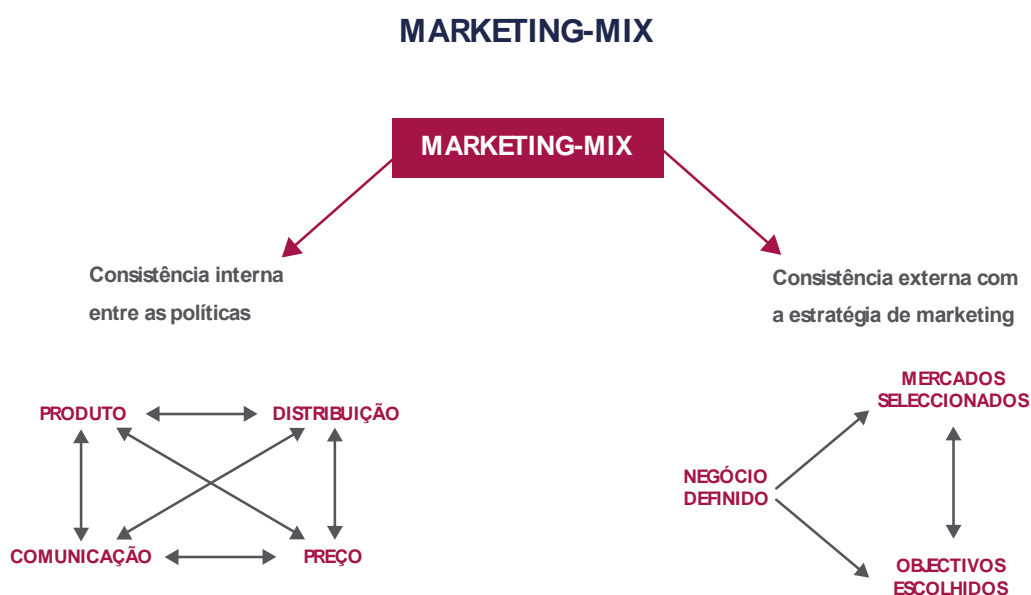 MARKETING-MIX
MARKETING-MIX
Consistência interna
entre as políticas
Consistência externa com
a estratégia de marketing
PRODUTO
DISTRIBUIÇÃO
COMUNICAÇÃO
PREÇO
MERCADOS
SELECCIONADOS
NEGÓCIO
DEFINIDO
OBJECTIVOS
ESCOLHIDOS